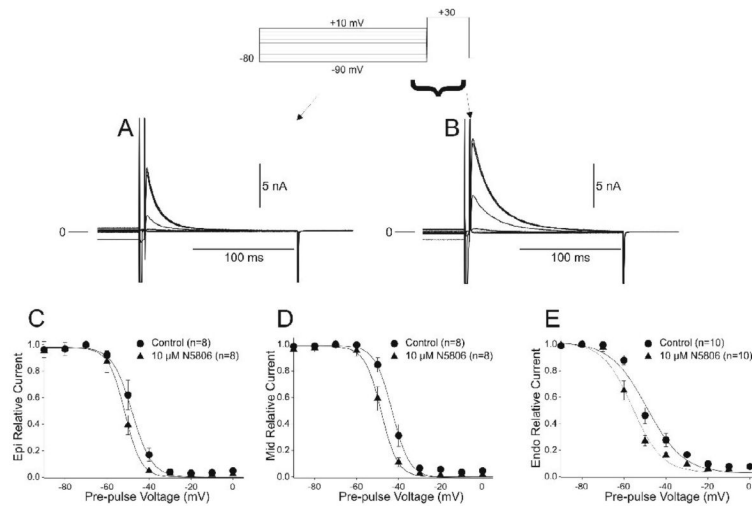 +30
+10 mV
-80
-90 mV
A
B
5 nA
5 nA
0
0
100 ms
100 ms
C
Control (n=8)
10 µM N5806 (n=8)
Epi Relative Current
1.0
0.8
0.6
0.4
0.2
0.0
-80
-60
-40
-20
0
Pre-pulse Voltage (mV)
D
Control (n=8)
10 µM N5806 (n=8)
Mid Relative Current
1.0
0.8
0.6
0.4
0.2
0.0
-80
-60
-40
-20
0
Pre-pulse Voltage (mV)
E
Control (n=10)
10 µM N5806 (n=10)
Endo Relative Current
1.0
0.8
0.6
0.4
0.2
0.0
-80
-60
-40
-20
0
Pre-pulse Voltage (mV)